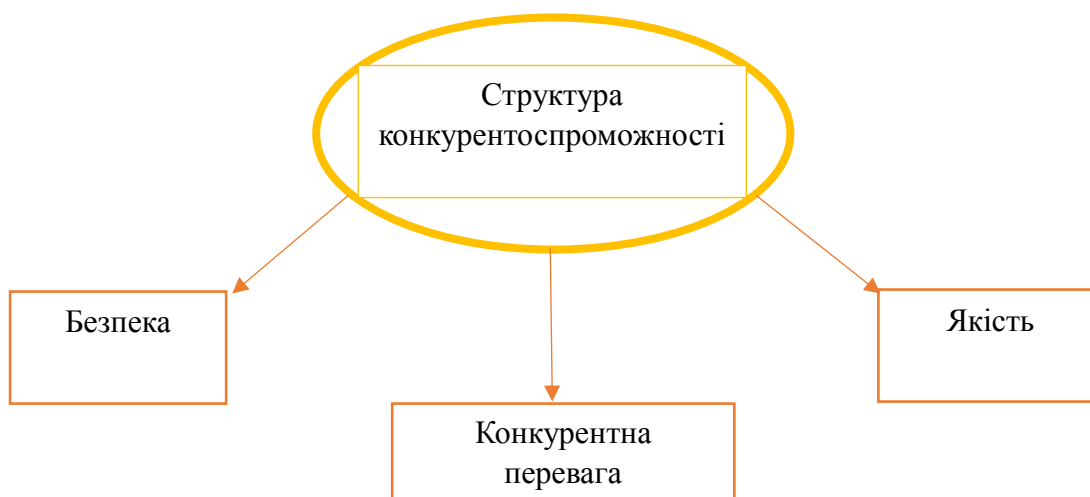 Структура
конкурентоспроможності
Безпека
Якість
Конкурентна
перевага